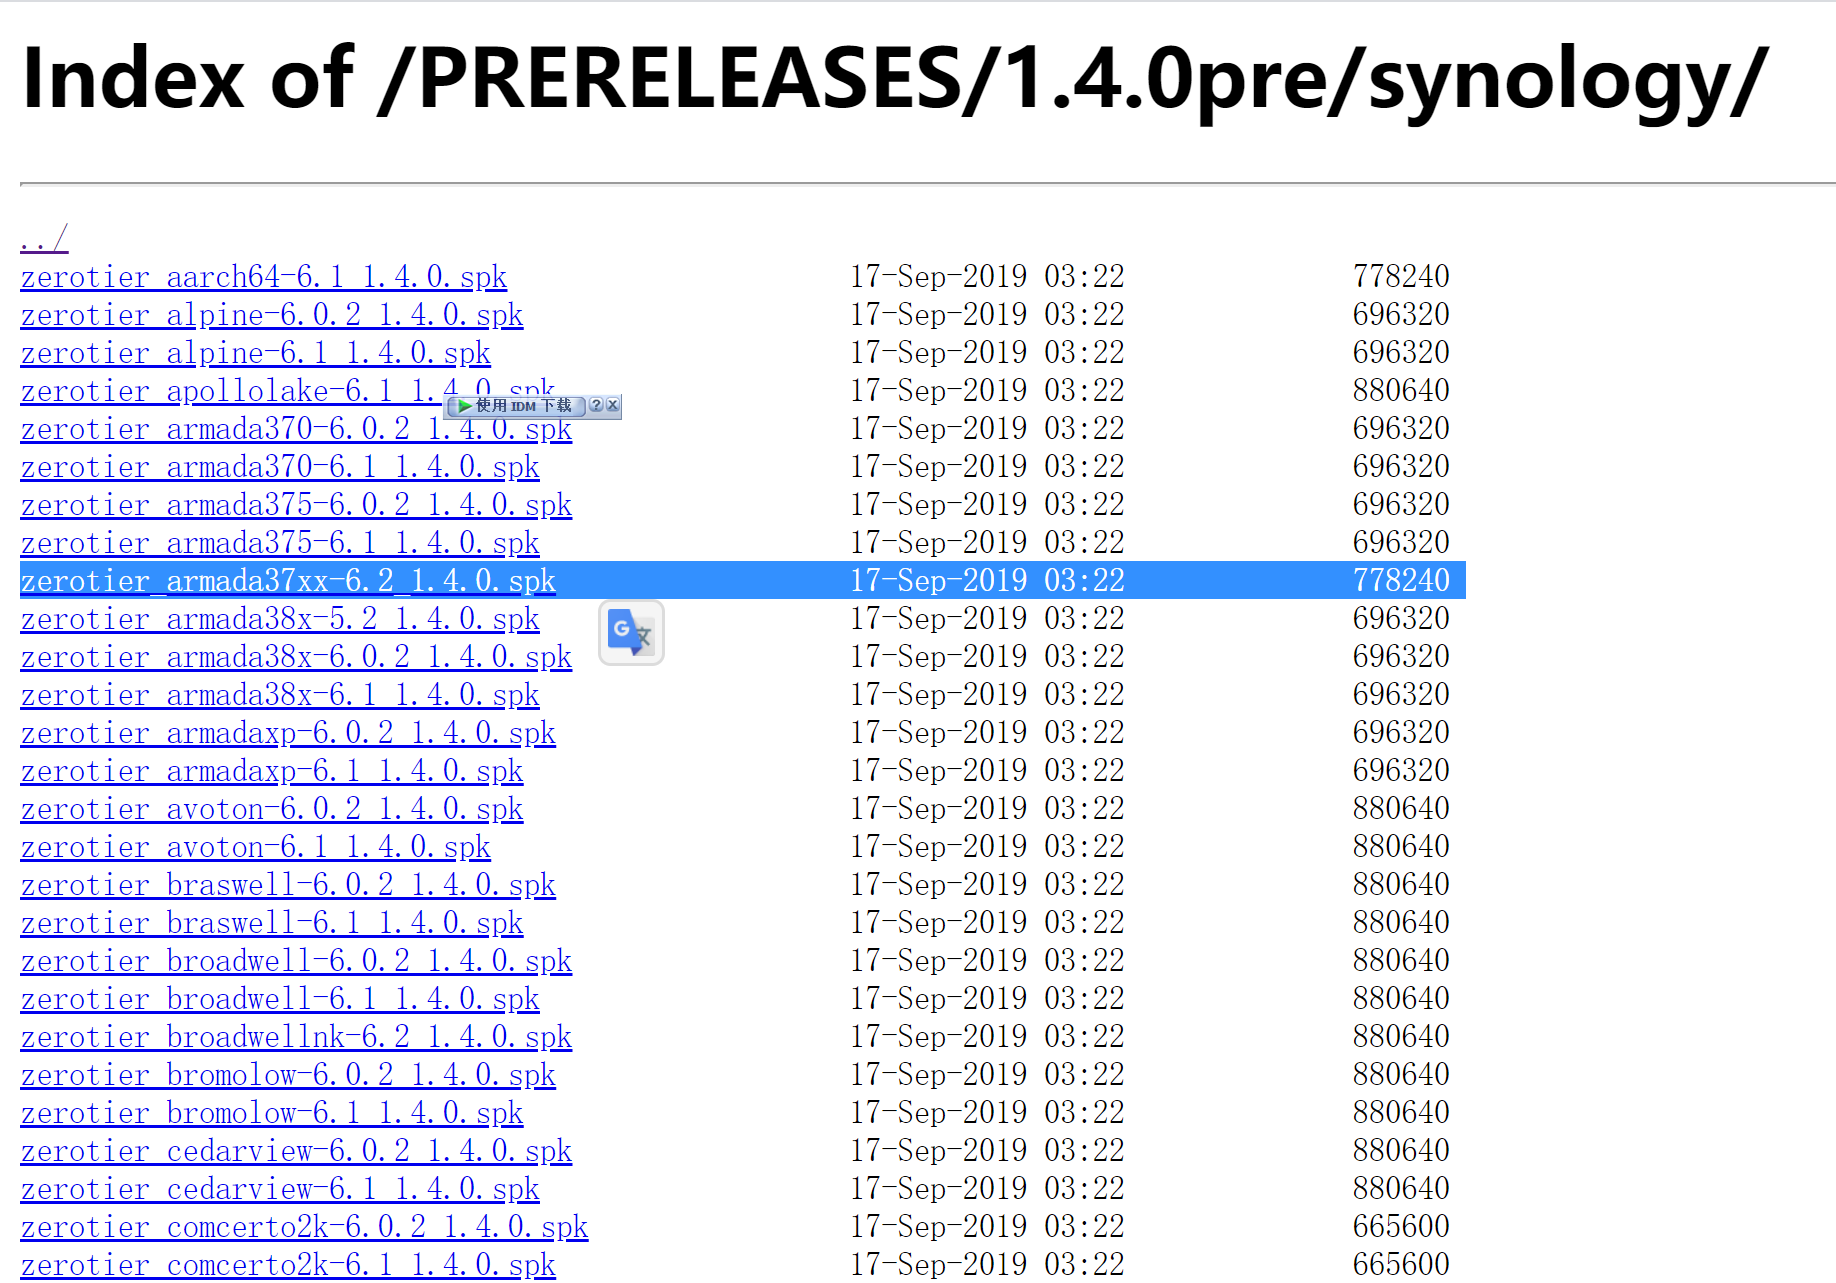 Index of /PRERELEASES/1.4.0pre/synology/
../
zerotier_aarch64-6.1_1.4.0.spk 17-Sep-2019 03:22 778240
zerotier_alpine-6.0.2_1.4.0.spk 17-Sep-2019 03:22 696320
zerotier_alpine-6.1_1.4.0.spk 17-Sep-2019 03:22 696320
zerotier_apollolake-6.1_1.4.0.spk 17-Sep-2019 03:22 880640
使用 IDM 下载
zerotier_armada370-6.0.2_1.4.0.spk 17-Sep-2019 03:22 696320
zerotier_armada370-6.1_1.4.0.spk 17-Sep-2019 03:22 696320
zerotier_armada375-6.0.2_1.4.0.spk 17-Sep-2019 03:22 696320
zerotier_armada375-6.1_1.4.0.spk 17-Sep-2019 03:22 696320
zerotier_armada37xx-6.2_1.4.0.spk 17-Sep-2019 03:22 778240
zerotier_armada38x-5.2_1.4.0.spk 17-Sep-2019 03:22 696320
zerotier_armada38x-6.0.2_1.4.0.spk 17-Sep-2019 03:22 696320
zerotier_armada38x-6.1_1.4.0.spk 17-Sep-2019 03:22 696320
zerotier_armadaxp-6.0.2_1.4.0.spk 17-Sep-2019 03:22 696320
zerotier_armadaxp-6.1_1.4.0.spk 17-Sep-2019 03:22 696320
zerotier_avoton-6.0.2_1.4.0.spk 17-Sep-2019 03:22 880640
zerotier_avoton-6.1_1.4.0.spk 17-Sep-2019 03:22 880640
zerotier_braswell-6.0.2_1.4.0.spk 17-Sep-2019 03:22 880640
zerotier_braswell-6.1_1.4.0.spk 17-Sep-2019 03:22 880640
zerotier_broadwell-6.0.2_1.4.0.spk 17-Sep-2019 03:22 880640
zerotier_broadwell-6.1_1.4.0.spk 17-Sep-2019 03:22 880640
zerotier_broadwellnk-6.2_1.4.0.spk 17-Sep-2019 03:22 880640
zerotier_bromolow-6.0.2_1.4.0.spk 17-Sep-2019 03:22 880640
zerotier_bromolow-6.1_1.4.0.spk 17-Sep-2019 03:22 880640
zerotier_cedarview-6.0.2_1.4.0.spk 17-Sep-2019 03:22 880640
zerotier_cedarview-6.1_1.4.0.spk 17-Sep-2019 03:22 880640
zerotier_comcerto2k-6.0.2_1.4.0.spk 17-Sep-2019 03:22 665600
zerotier_comcerto2k-6.1_1.4.0.spk 17-Sep-2019 03:22 665600